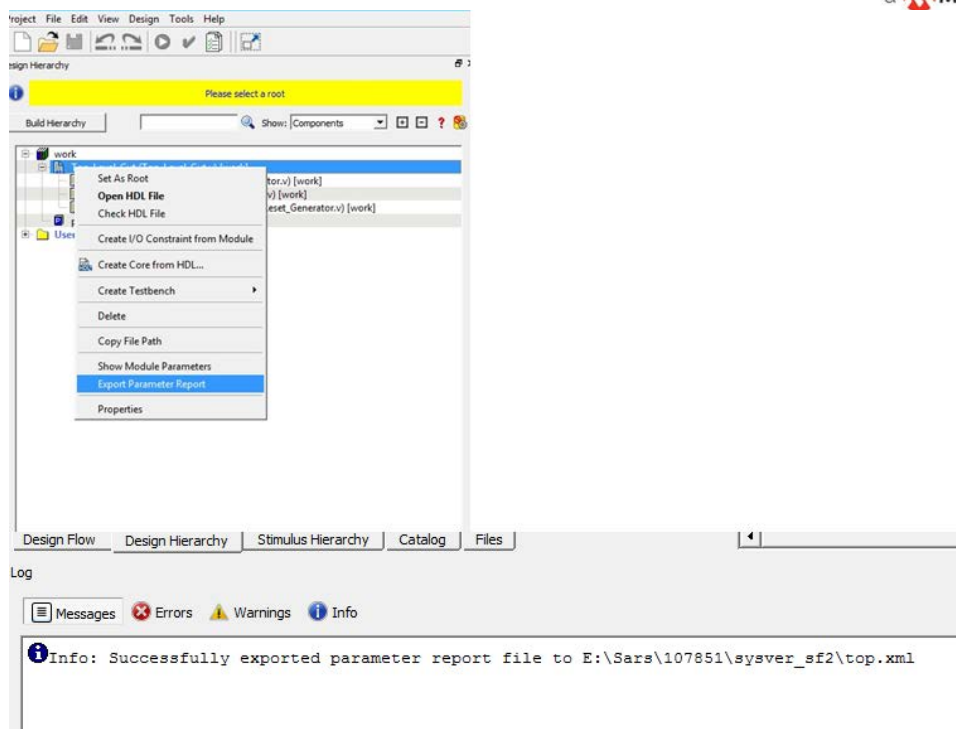 Project File Edit View Design Tools Help
Design Hierarchy
Please select a root
Build Hierarchy Show: Components
work
Set As Root
tor.v) [work]
Open HDL File
v) [work]
eset_Generator.v) [work]
Check HDL File
User
Create I/O Constraint from Module
Create Core from HDL...
Create Testbench
Delete
Copy File Path
Show Module Parameters
Export Parameter Report
Properties
Design Flow Design Hierarchy Stimulus Hierarchy Catalog Files
Log
Messages Errors Warnings Info
Info: Successfully exported parameter report file to E:\Sars\107851\sysver_sf2\top.xml